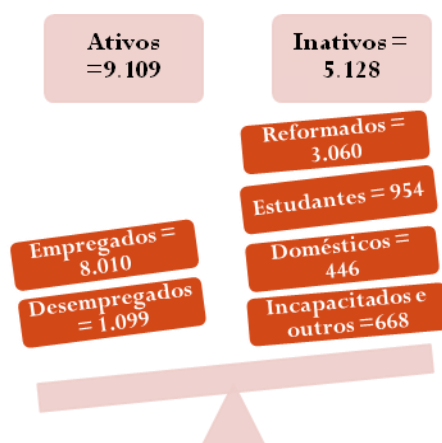 Ativos
=9.109
Inativos =
5.128
Reformados =
3.060
Estudantes = 954
Empregados =
8.010
Domésticos =
446
Desempregados
= 1.099
Incapacitados e
outros =668